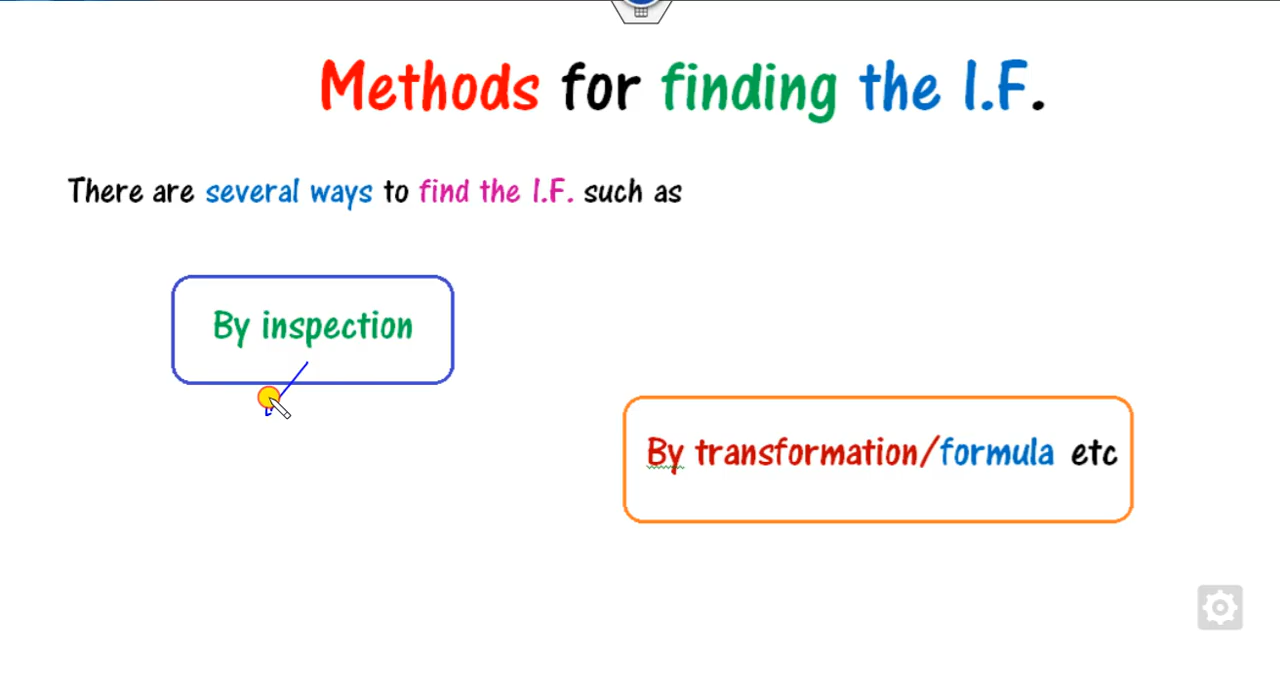 Methods for finding the I.F.
There are several ways to find the I.F. such as
By inspection
By transformation/formula etc